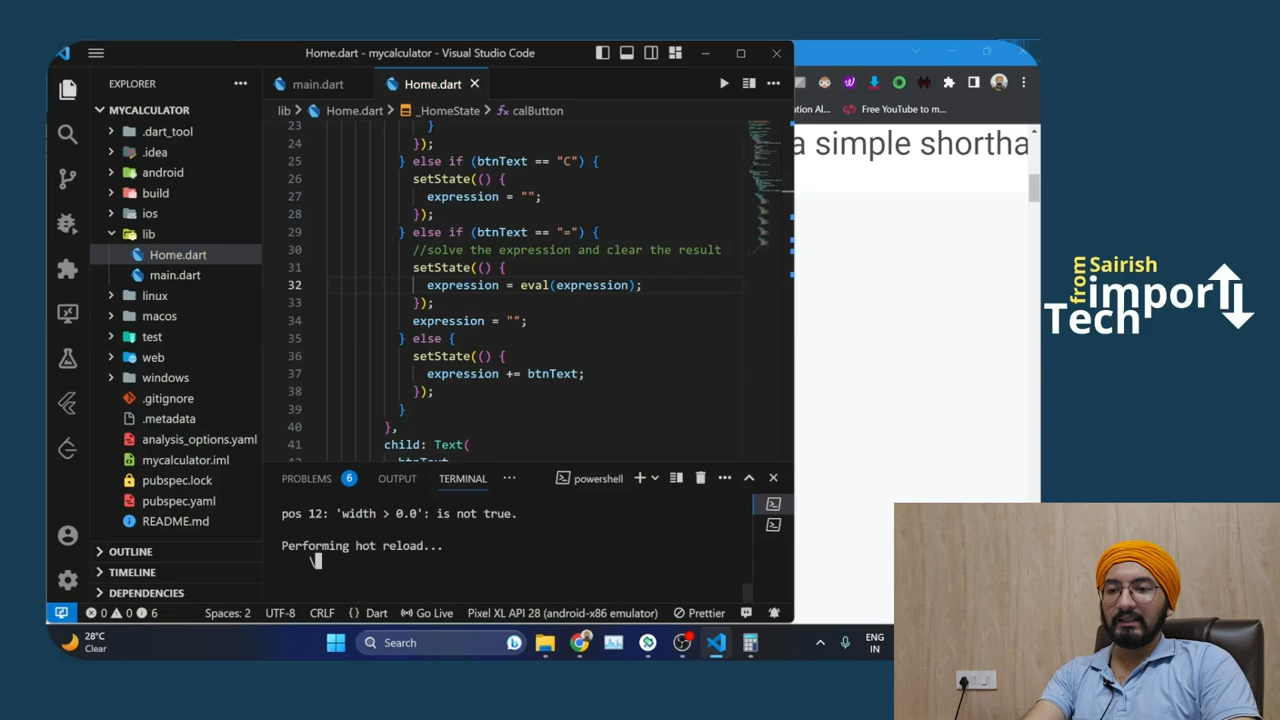 Home.dart - mycalculator - Visual Studio Code
EXPLORER
main.dart
Home.dart
MYCALCULATOR
lib > Home.dart > _HomeState > calButton
.dart_tool
.idea
android
build
ios
lib
Home.dart
main.dart
linux
macos
test
web
windows
.gitignore
.metadata
analysis_options.yaml
mycalculator.iml
pubspec.lock
pubspec.yaml
README.md
OUTLINE
TIMELINE
DEPENDENCIES
23 }
24 });
25 } else if (btnText == "C") {
26 setState(() {
27 expression = "";
28 });
29 } else if (btnText == "=") {
30 //solve the expression and clear the result
31 setState(() {
32 expression = eval(expression);
33 });
34 expression = "";
35 } else {
36 setState(() {
37 expression += btnText;
38 });
39 }
40 },
41 child: Text(
PROBLEMS 6 OUTPUT TERMINAL powershell
pos 12: 'width > 0.0': is not true.
Performing hot reload...
\
0 0 6 Spaces: 2 UTF-8 CRLF {} Dart Go Live Pixel XL API 28 (android-x86 emulator) Prettier
ation Al... Free YouTube to m...
a simple shortha
from Sairish
import
Tech
28°C
Clear
Search
ENG
IN